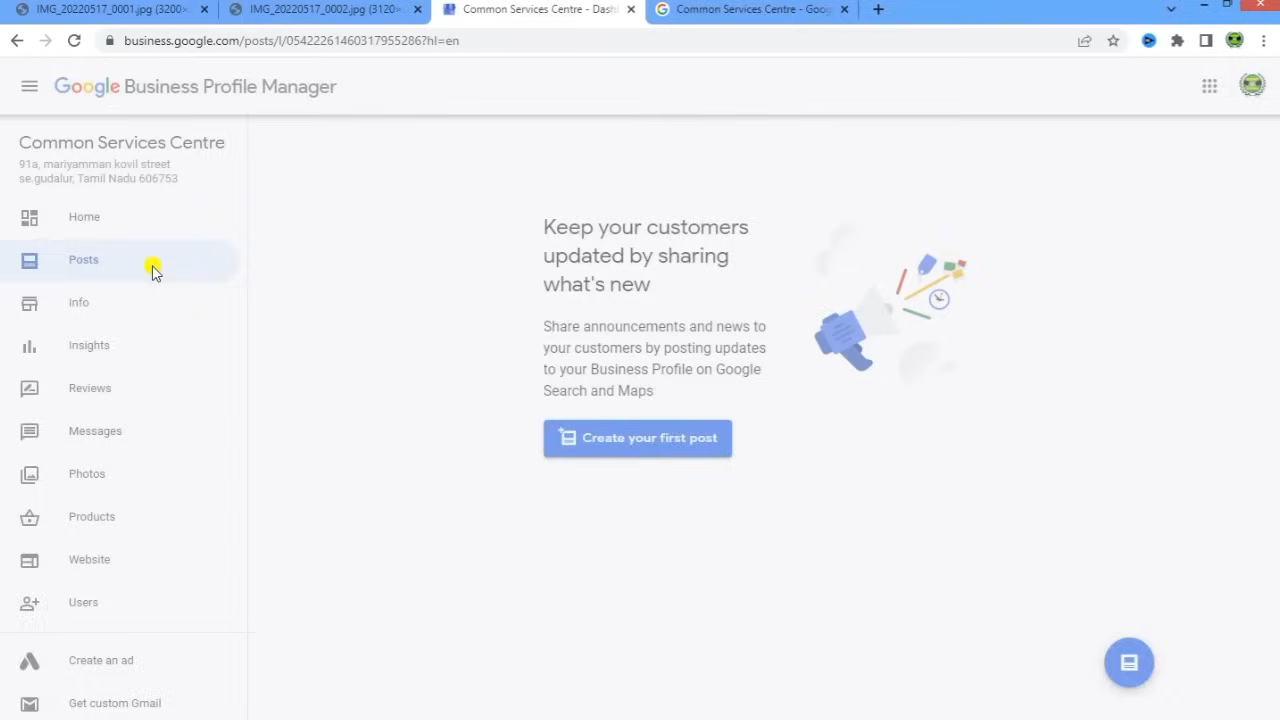 IMG_20220517_0001.jpg (3200×
IMG_20220517_0002.jpg (3120×
Common Services Centre - Dash
Common Services Centre - Goog
business.google.com/posts/l/05422261460317955286?hl=en
Google Business Profile Manager
Common Services Centre
91a, mariyamman kovil street
se.gudalur, Tamil Nadu 606753
Home
Posts
Info
Insights
Reviews
Messages
Photos
Products
Website
Users
Create an ad
Get custom Gmail
Keep your customers
updated by sharing
what's new
Share announcements and news to
your customers by posting updates
to your Business Profile on Google
Search and Maps
Create your first post